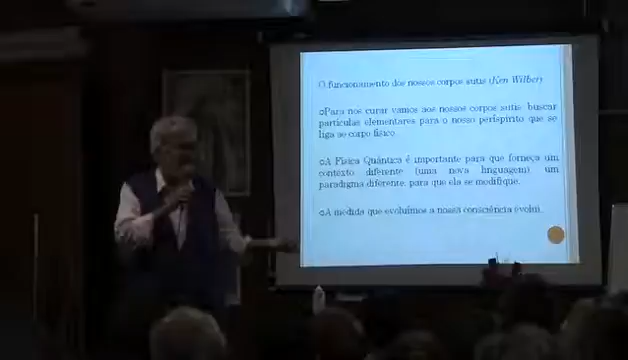 O funcionamento dos nossos corpos sutis (Ken Wilber)
Para nos curar vamos aos nossos corpos sutis buscar
partículas elementares para o nosso perispírito que se
liga ao corpo físico
A Física Quântica é importante para que forneça um
contexto diferente (uma nova linguagem) um
paradigma diferente, para que ela se modifique.
A medida que evoluímos a nossa consciência evolui.